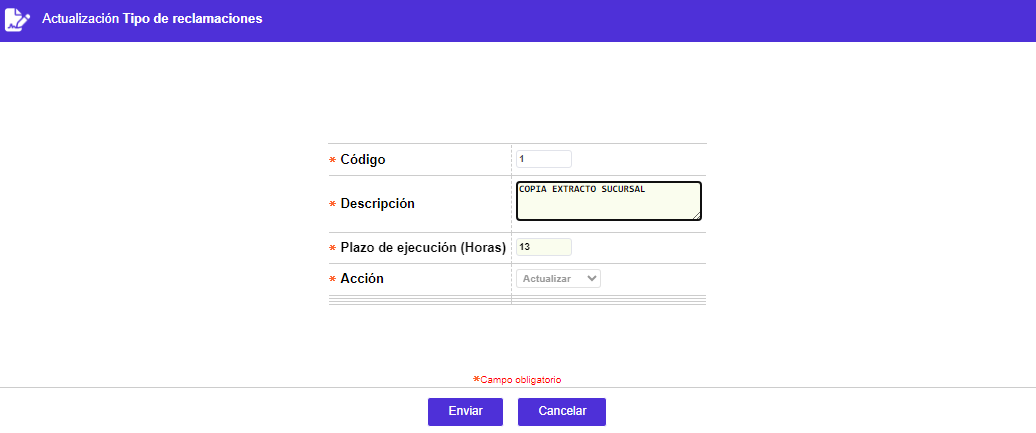 Actualización Tipo de reclamaciones
* Código 1
* Descripción COPIA EXTRACTO SUCURSAL
* Plazo de ejecución (Horas) 13
* Acción Actualizar
*Campo obligatorio
Enviar Cancelar